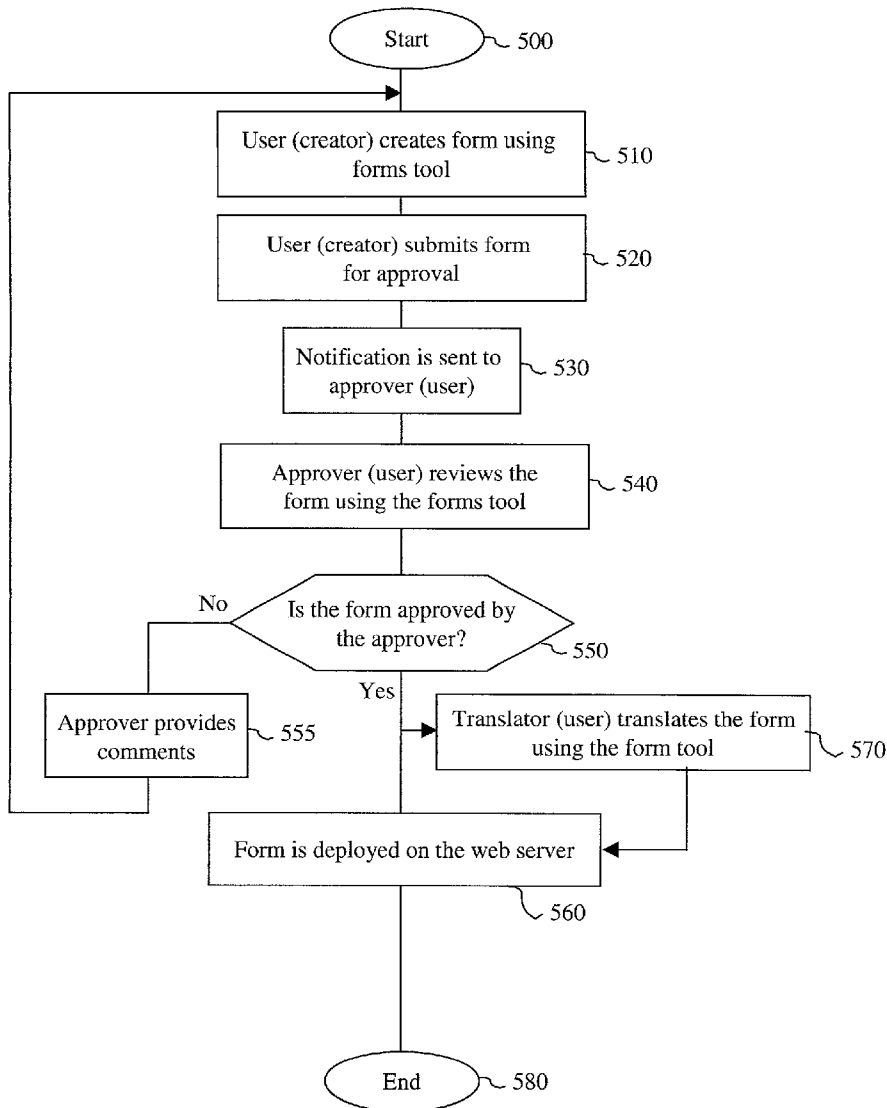 Start
500
User (creator) creates form using
forms tool
510
User (creator) submits form
for approval
520
Notification is sent to
approver (user)
530
Approver (user) reviews the
form using the forms tool
540
No
Is the form approved by
the approver?
550
Yes
Approver provides
comments
555
Translator (user) translates the form
using the form tool
570
Form is deployed on the web server
560
End
580